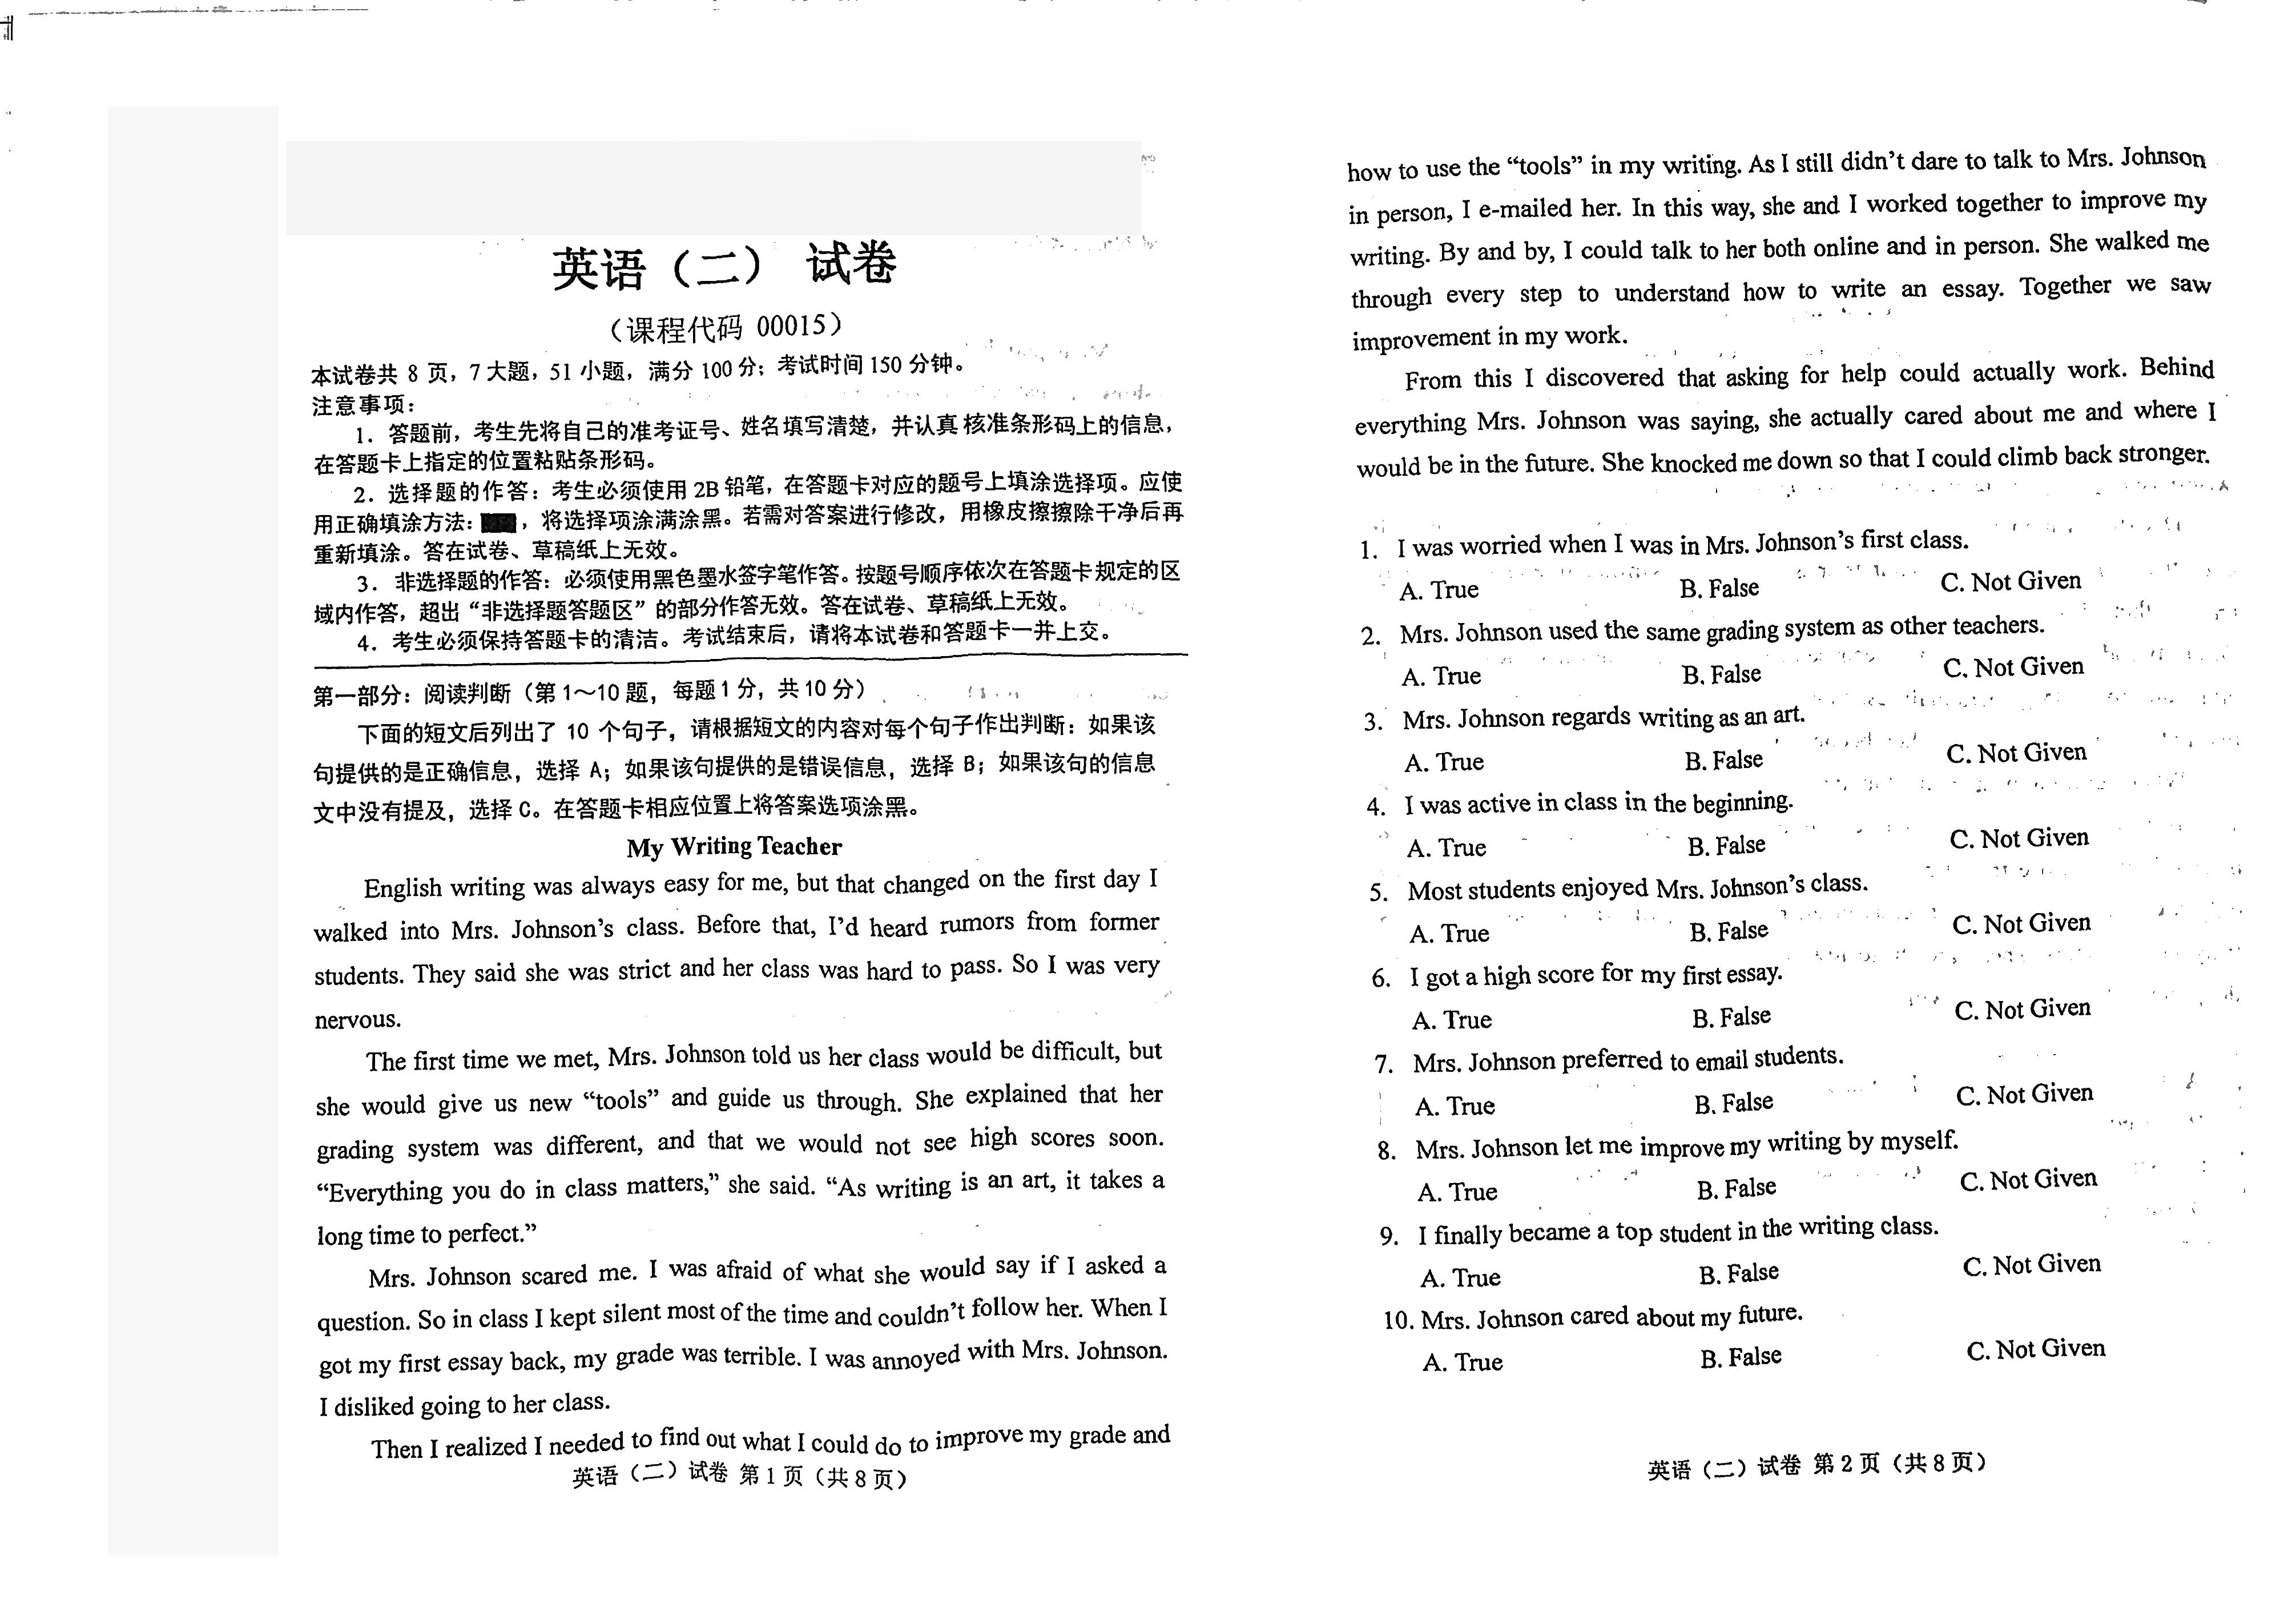 英语（二） 试卷
（课程代码 00015）
本试卷共 8 页，7 大题，51 小题，满分 100 分；考试时间 150 分钟。
注意事项：
1．答题前，考生先将自己的准考证号、姓名填写清楚，并认真核准条形码上的信息，
在答题卡上指定的位置粘贴条形码。
2．选择题的作答：考生必须使用 2B 铅笔，在答题卡对应的题号上填涂选择项。应使
用正确填涂方法： ，将选择项涂满涂黑。若需对答案进行修改，用橡皮擦擦除干净后再
重新填涂。答在试卷、草稿纸上无效。
3．非选择题的作答：必须使用黑色墨水签字笔作答。按题号顺序依次在答题卡规定的区
域内作答，超出“非选择题答题区”的部分作答无效。答在试卷、草稿纸上无效。
4．考生必须保持答题卡的清洁。考试结束后，请将本试卷和答题卡一并上交。
第一部分：阅读判断（第 1～10 题，每题 1 分，共 10 分）
下面的短文后列出了 10 个句子，请根据短文的内容对每个句子作出判断：如果该
句提供的是正确信息，选择 A；如果该句提供的是错误信息，选择 B；如果该句的信息
文中没有提及，选择 C。在答题卡相应位置上将答案选项涂黑。
My Writing Teacher
English writing was always easy for me, but that changed on the first day I
walked into Mrs. Johnson’s class. Before that, I’d heard rumors from former
students. They said she was strict and her class was hard to pass. So I was very
nervous.
The first time we met, Mrs. Johnson told us her class would be difficult, but
she would give us new “tools” and guide us through. She explained that her
grading system was different, and that we would not see high scores soon.
“Everything you do in class matters,” she said. “As writing is an art, it takes a
long time to perfect.”
Mrs. Johnson scared me. I was afraid of what she would say if I asked a
question. So in class I kept silent most of the time and couldn’t follow her. When I
got my first essay back, my grade was terrible. I was annoyed with Mrs. Johnson.
I disliked going to her class.
Then I realized I needed to find out what I could do to improve my grade and
英语（二）试卷 第 1 页（共 8 页）
how to use the “tools” in my writing. As I still didn’t dare to talk to Mrs. Johnson
in person, I e-mailed her. In this way, she and I worked together to improve my
writing. By and by, I could talk to her both online and in person. She walked me
through every step to understand how to write an essay. Together we saw
improvement in my work.
From this I discovered that asking for help could actually work. Behind
everything Mrs. Johnson was saying, she actually cared about me and where I
would be in the future. She knocked me down so that I could climb back stronger.
1. I was worried when I was in Mrs. Johnson’s first class.
A. True B. False C. Not Given
2. Mrs. Johnson used the same grading system as other teachers.
A. True B. False C. Not Given
3. Mrs. Johnson regards writing as an art.
A. True B. False C. Not Given
4. I was active in class in the beginning.
A. True B. False C. Not Given
5. Most students enjoyed Mrs. Johnson’s class.
A. True B. False C. Not Given
6. I got a high score for my first essay.
A. True B. False C. Not Given
7. Mrs. Johnson preferred to email students.
A. True B. False C. Not Given
8. Mrs. Johnson let me improve my writing by myself.
A. True B. False C. Not Given
9. I finally became a top student in the writing class.
A. True B. False C. Not Given
10. Mrs. Johnson cared about my future.
A. True B. False C. Not Given
英语（二）试卷 第 2 页（共 8 页）